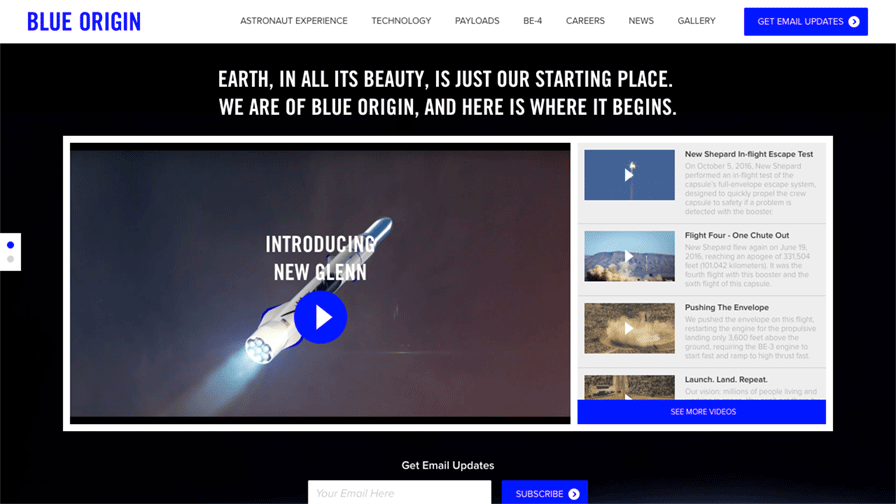 BLUE ORIGIN
ASTRONAUT EXPERIENCE
TECHNOLOGY
PAYLOADS
BE-4
CAREERS
NEWS
GALLERY
GET EMAIL UPDATES
EARTH, IN ALL ITS BEAUTY, IS JUST OUR STARTING PLACE.
WE ARE OF BLUE ORIGIN, AND HERE IS WHERE IT BEGINS.
INTRODUCING
NEW GLENN
New Shepard In-flight Escape Test
On October 5, 2016, New Shepard
performed an in-flight test of the
capsule's full-envelope escape system,
designed to quickly propel the crew
capsule to safety if a problem is
detected with the booster.
Flight Four - One Chute Out
New Shepard flew again on June 19,
2016, reaching an apogee of 331,504
feet (101,042 kilometers). It was the
fourth flight with this booster and the
sixth flight of this capsule.
Pushing The Envelope
We pushed the envelope on this flight,
restarting the engine for the propulsive
landing only 3,600 feet above the
ground, requiring the BE-3 engine to
start fast and ramp to high thrust fast.
Launch. Land. Repeat.
Our vision: millions of people living and
SEE MORE VIDEOS
Get Email Updates
Your Email Here
SUBSCRIBE